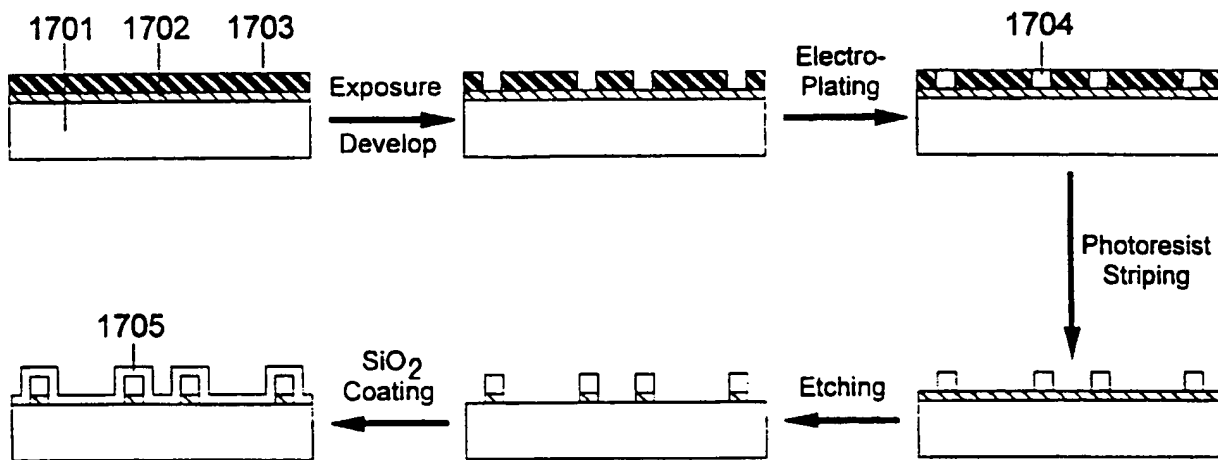 1701 1702 1703
Exposure
Develop
Electro-
Plating
1704
Photoresist
Striping
Etching
SiO2
Coating
1705